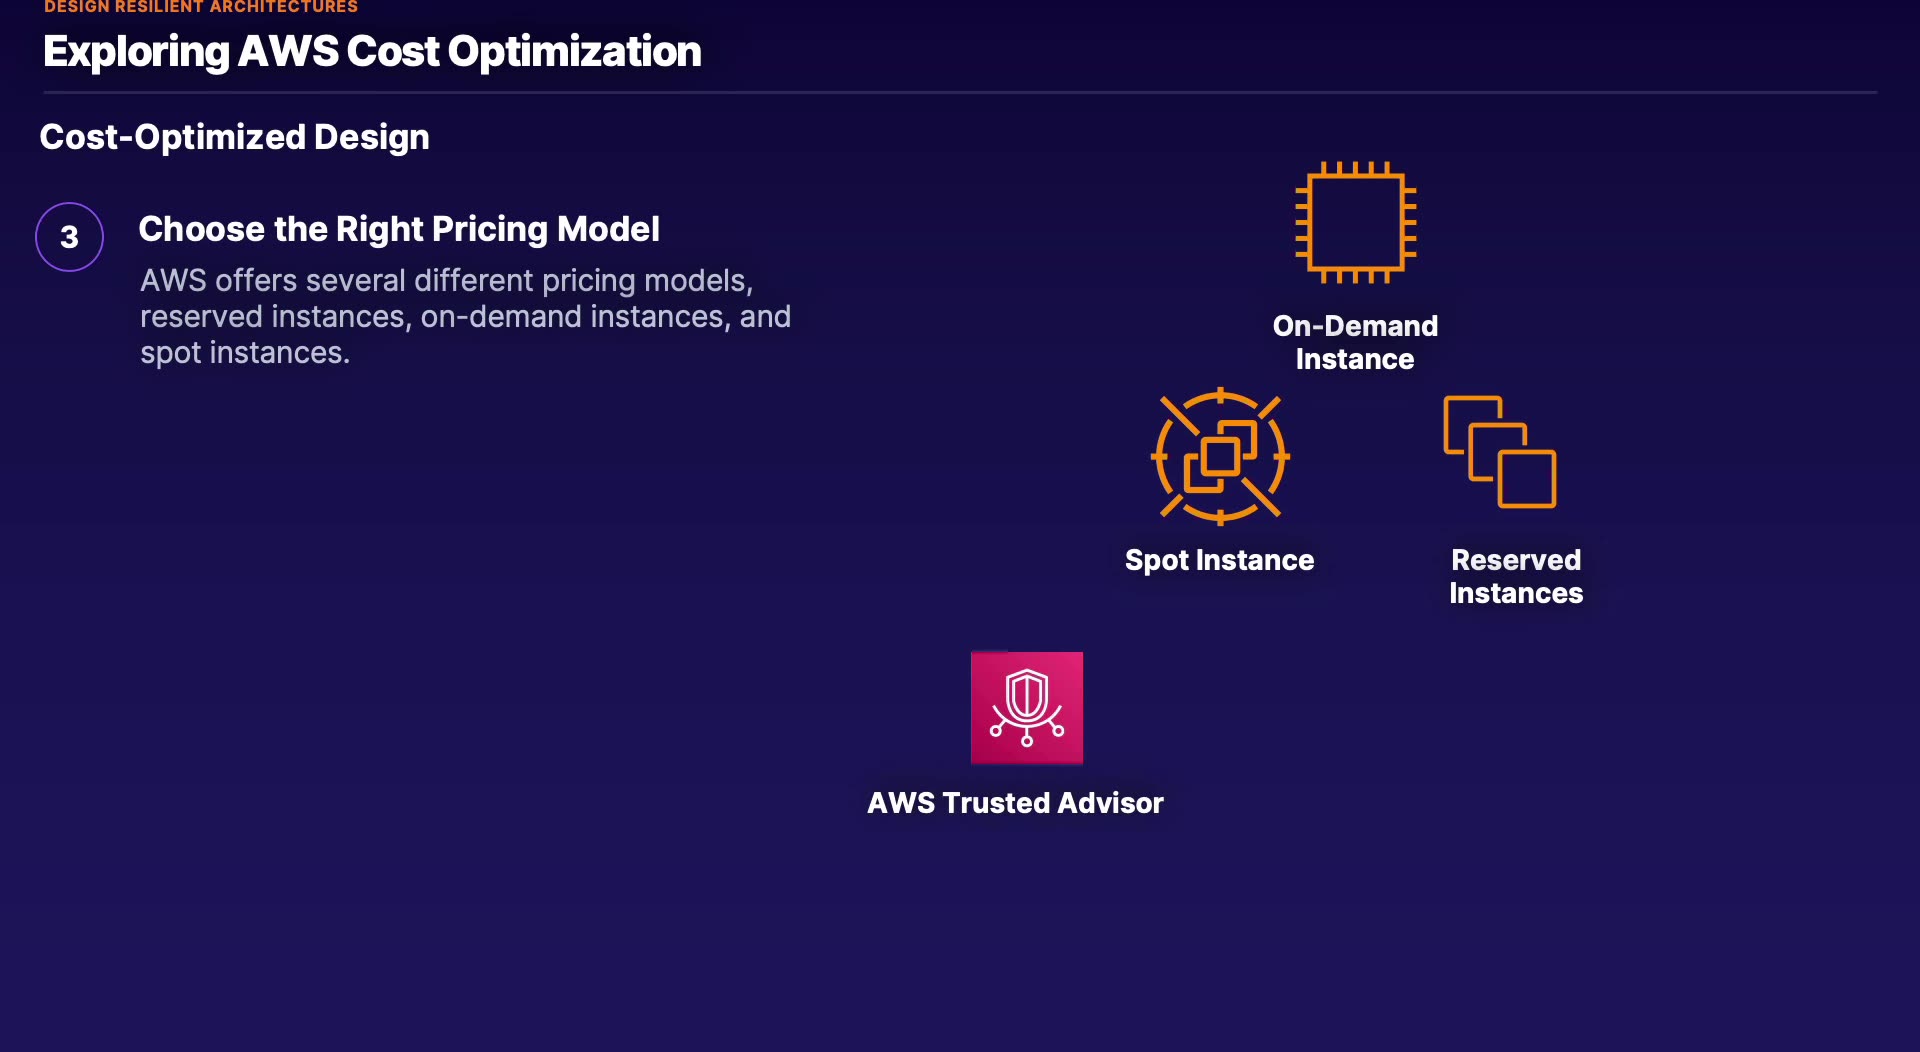 DESIGN RESILIENT ARCHITECTURES
Exploring AWS Cost Optimization
Cost-Optimized Design
3
Choose the Right Pricing Model
AWS offers several different pricing models,
reserved instances, on-demand instances, and
spot instances.
On-Demand
Instance
Spot Instance
Reserved
Instances
AWS Trusted Advisor